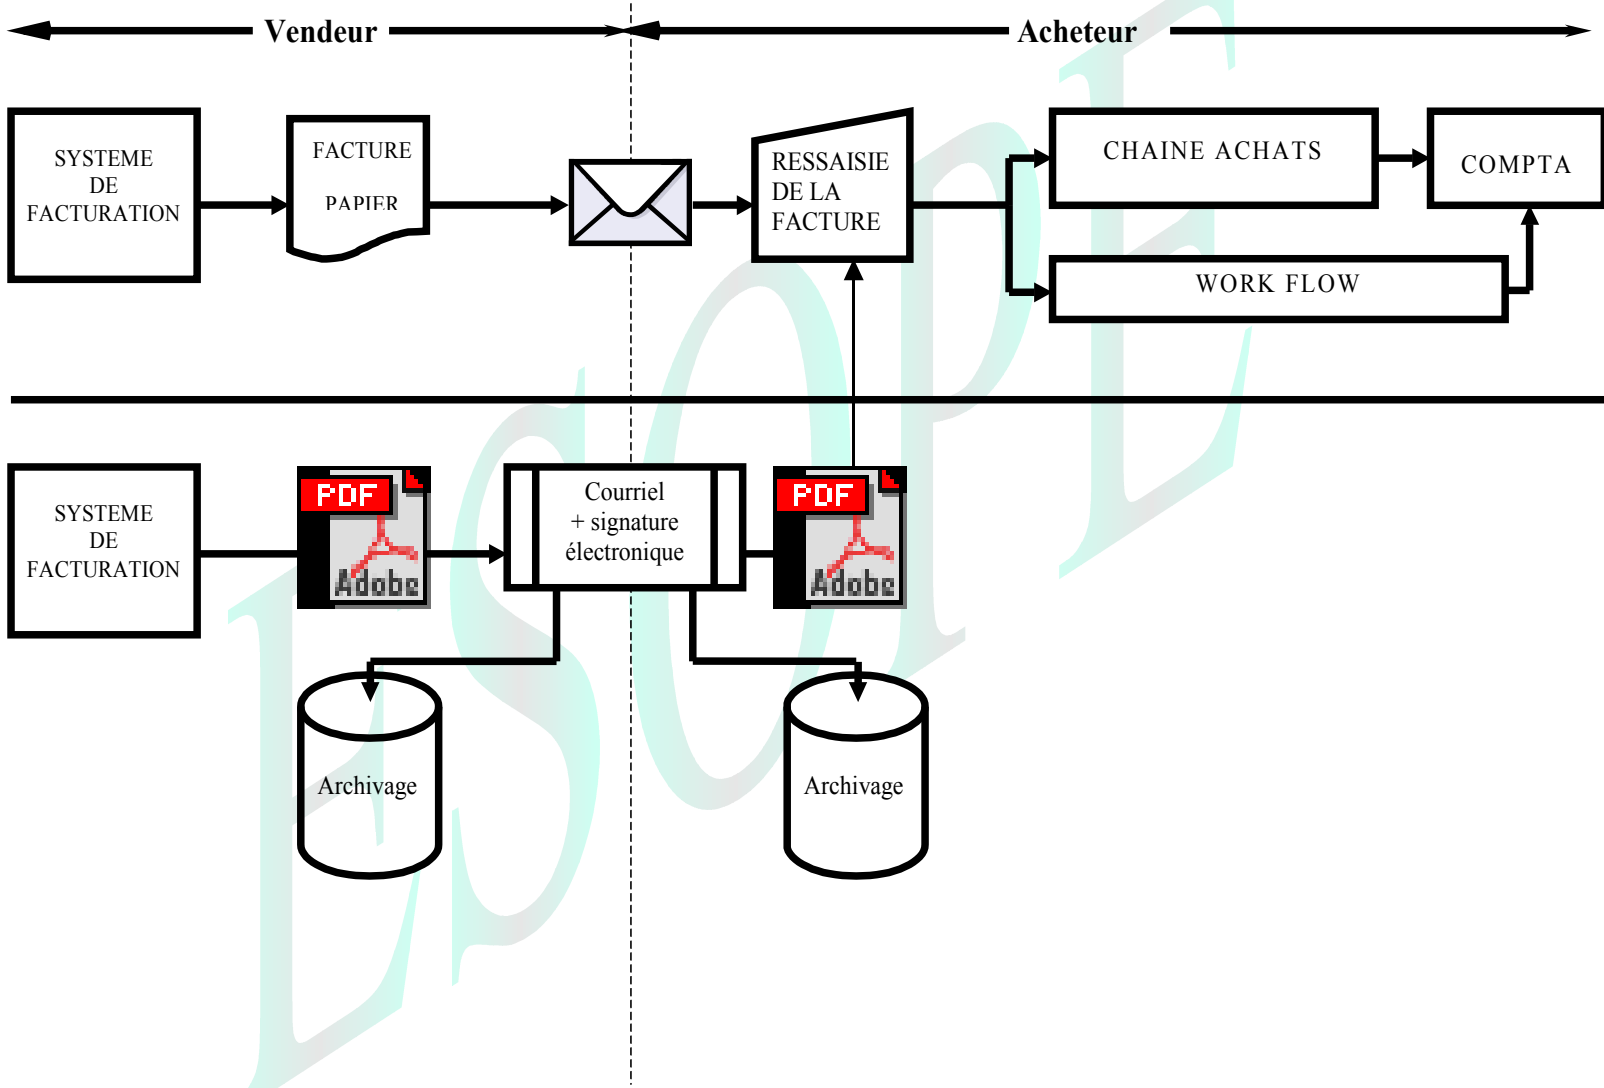 Vendeur
Acheteur
SYSTEME
DE
FACTURATION
FACTURE
PAPIER
RESSAISIE
DE LA
FACTURE
CHAINE ACHATS
COMPTA
WORK FLOW
SYSTEME
DE
FACTURATION
PDF
Adobe
Courriel
+ signature
électronique
PDF
Adobe
Archivage
Archivage
ESOPE